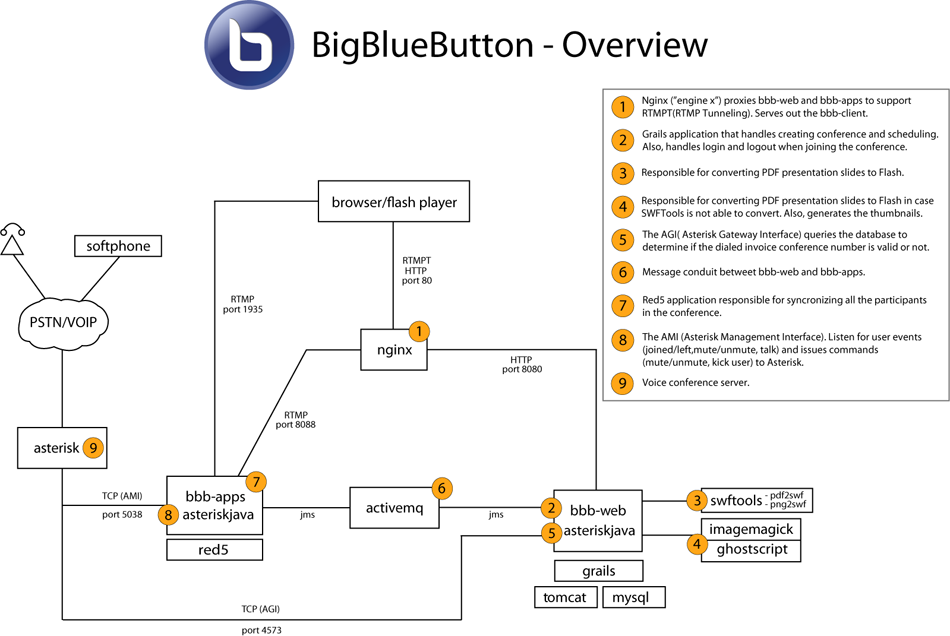 b
BigBlueButton - Overview
1
Nginx ("engine x") proxies bbb-web and bbb-apps to support
RTMPT(RTMP Tunneling). Serves out the bbb-client.
2
Grails application that handles creating conference and scheduling.
Also, handles login and logout when joining the conference.
3
Responsible for converting PDF presentation slides to Flash.
4
Responsible for converting PDF presentation slides to Flash in case
SWFTools is not able to convert. Also, generates the thumbnails.
5
The AGI( Asterisk Gateway Interface) queries the database to
determine if the dialed invoice conference number is valid or not.
6
Message conduit betweet bbb-web and bbb-apps.
7
Red5 application responsible for syncronizing all the participants
in the conference.
8
The AMI (Asterisk Management Interface). Listen for user events
(joined/left,mute/unmute, talk) and issues commands
(mute/unmute, kick user) to Asterisk.
9
Voice conference server.
browser/flash player
softphone
RTMPT
HTTP
port 80
RTMP
port 1935
PSTN/VOIP
1
nginx
HTTP
port 8080
RTMP
port 8088
asterisk 9
TCP (AMI)
port 5038
7
bbb-apps
8 asteriskjava
red5
jms
6
activemq
jms
2 bbb-web
5 asteriskjava
grails
tomcat
mysql
3 swftools - pdf2swf
- png2swf
imagemagick
4 ghostscript
TCP (AGI)
port 4573